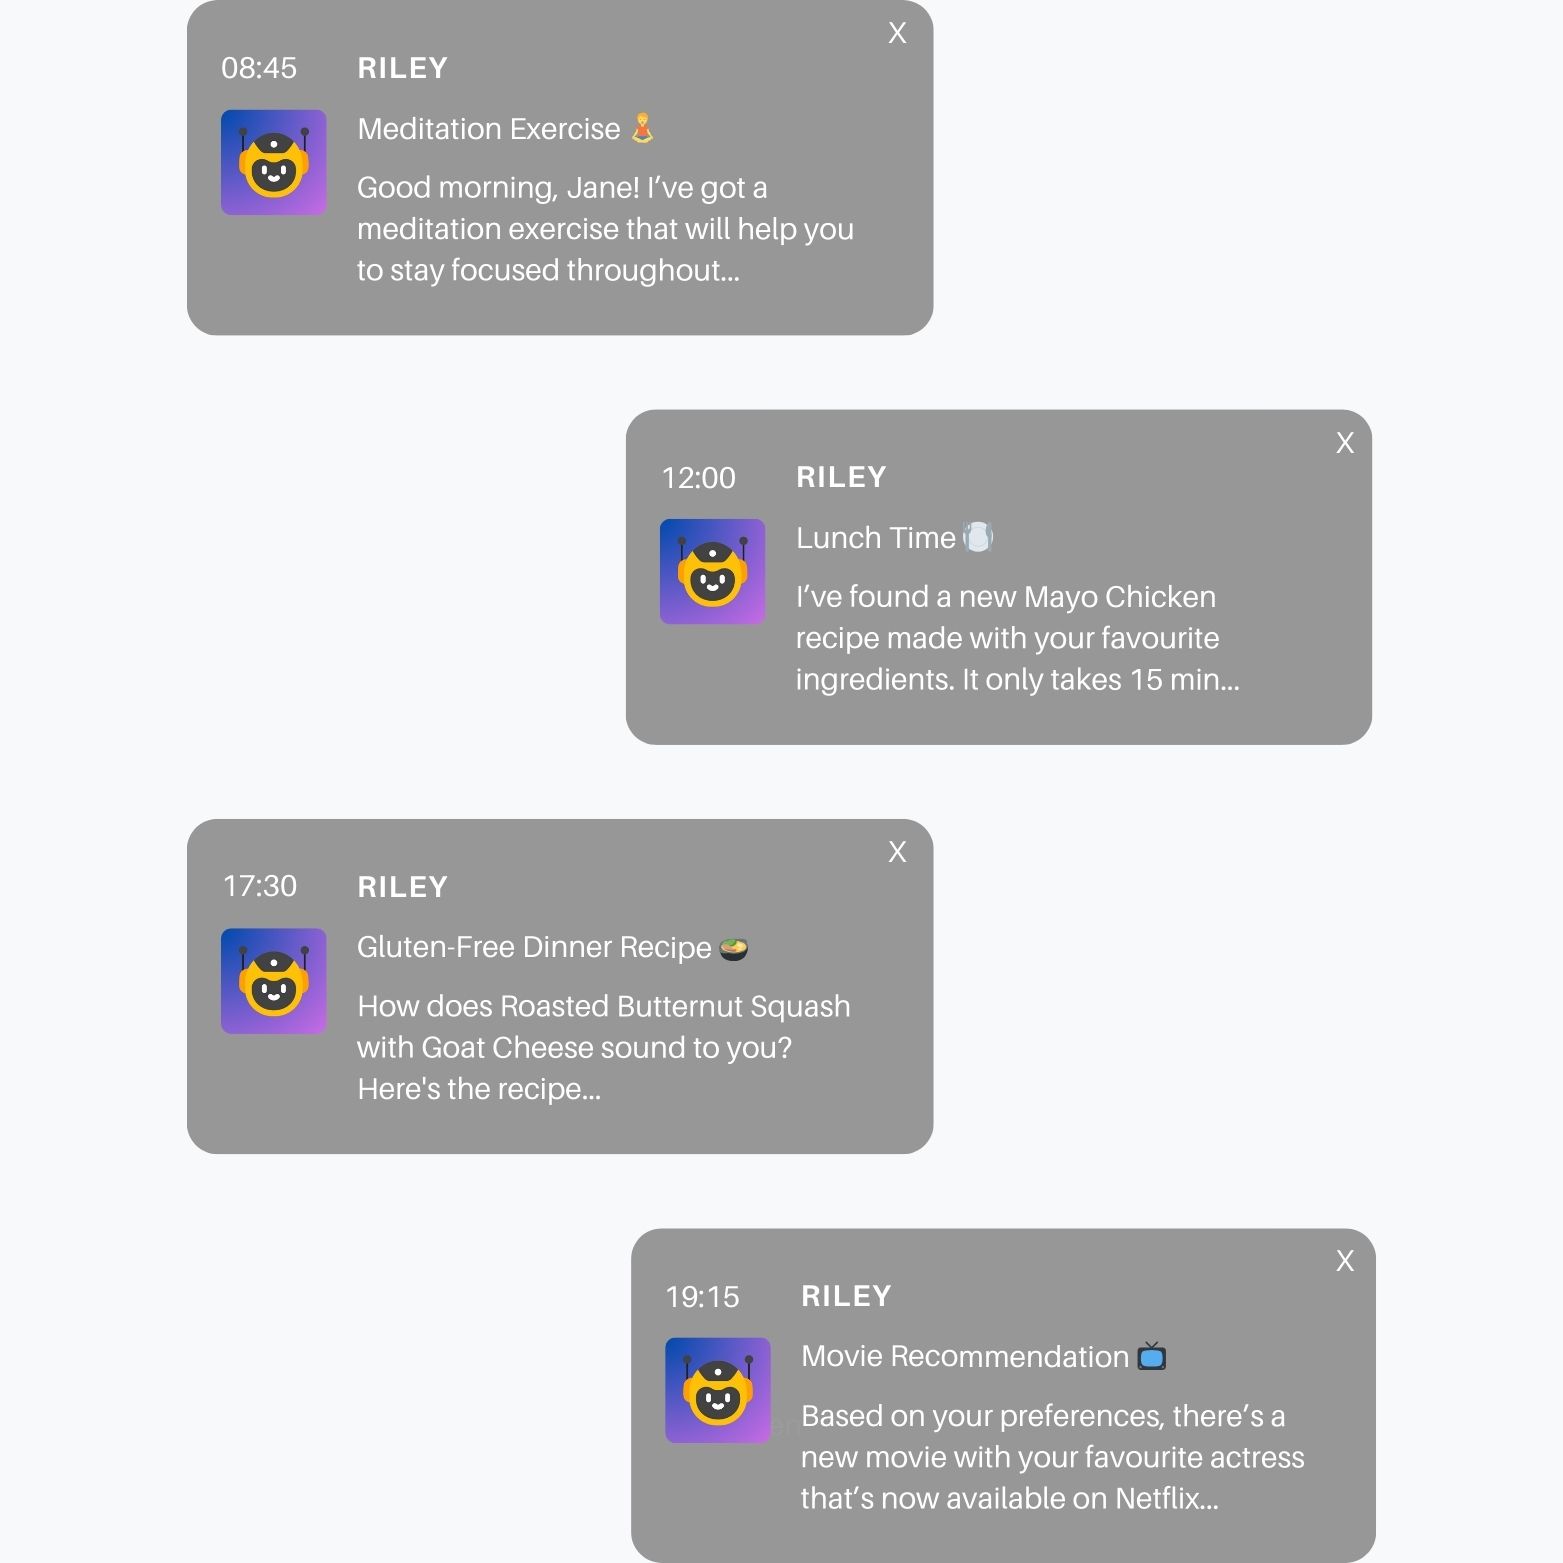 X
08:45 RILEY
Meditation Exercise 🧘
Good morning, Jane! I’ve got a
meditation exercise that will help you
to stay focused throughout...
X
12:00 RILEY
Lunch Time 🍽️
I’ve found a new Mayo Chicken
recipe made with your favourite
ingredients. It only takes 15 min...
X
17:30 RILEY
Gluten-Free Dinner Recipe 🥗
How does Roasted Butternut Squash
with Goat Cheese sound to you?
Here's the recipe...
X
19:15 RILEY
Movie Recommendation 📺
Based on your preferences, there’s a
new movie with your favourite actress
that’s now available on Netflix...